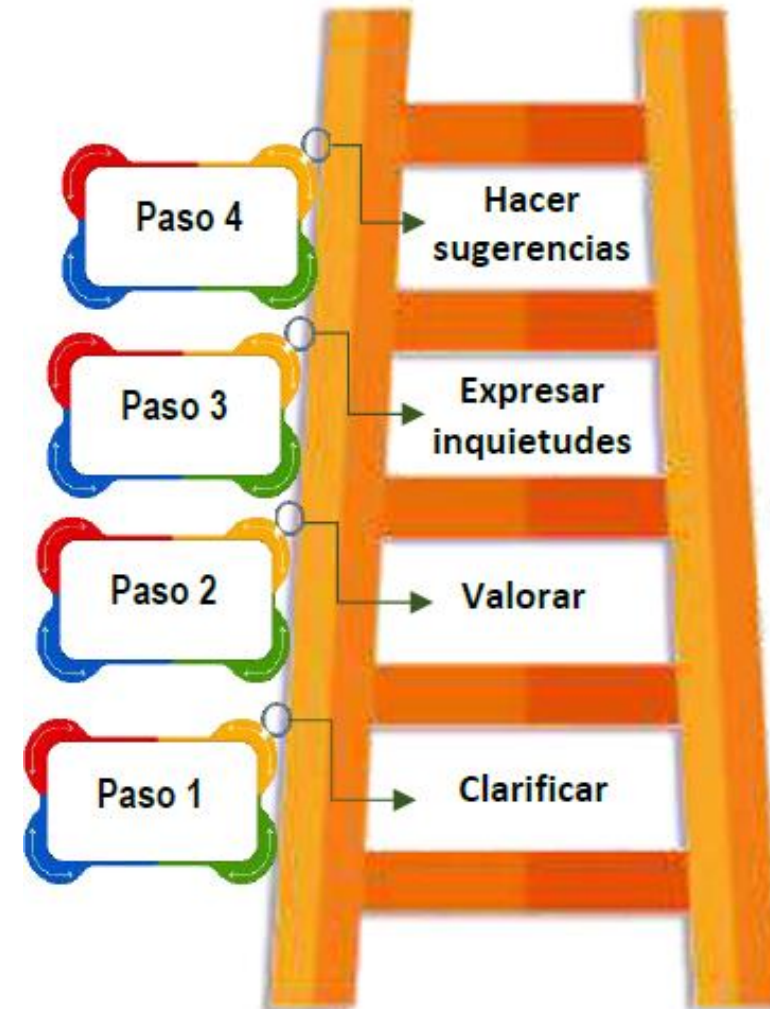 Paso 4
Hacer
sugerencias
Paso 3
Expresar
inquietudes
Paso 2
Valorar
Paso 1
Clarificar